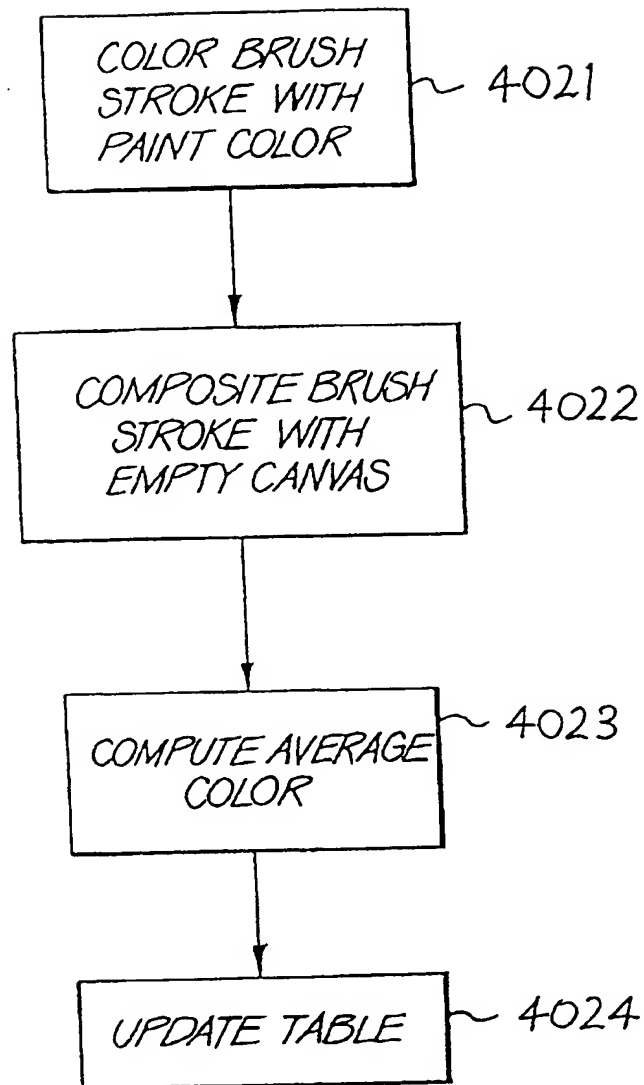 COLOR BRUSH
STROKE WITH
PAINT COLOR
4021
COMPOSITE BRUSH
STROKE WITH
EMPTY CANVAS
4022
COMPUTE AVERAGE
COLOR
4023
UPDATE TABLE
4024